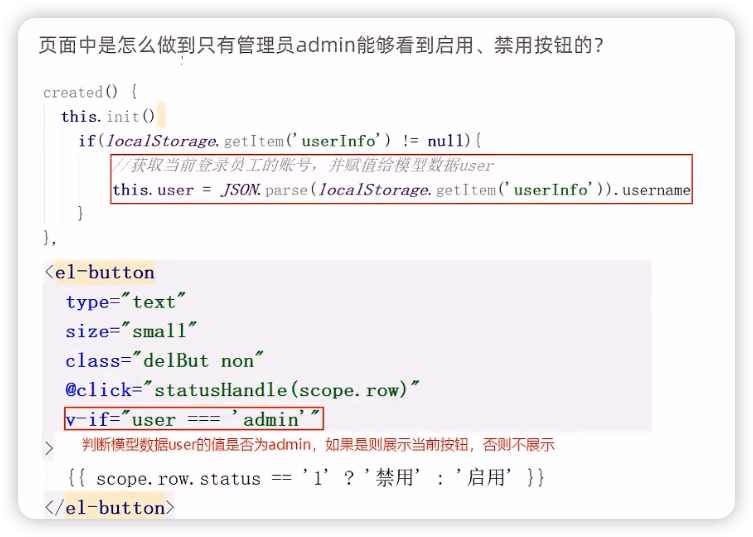 页面中是怎么做到只有管理员admin能够看到启用、禁用按钮的?
created() {
this.init()
if(localStorage.getItem('userInfo') != null){
//获取当前登录员工的账号，并赋值给模型数据user
this.user = JSON.parse(localStorage.getItem('userInfo')).username
}
},
<el-button
type="text"
size="small"
class="delBut non"
@click="statusHandle(scope.row)"
v-if="user === 'admin'"
> 判断模型数据user的值是否为admin，如果是则展示当前按钮，否则不展示
{{ scope.row.status == '1' ? '禁用' : '启用' }}
</el-button>